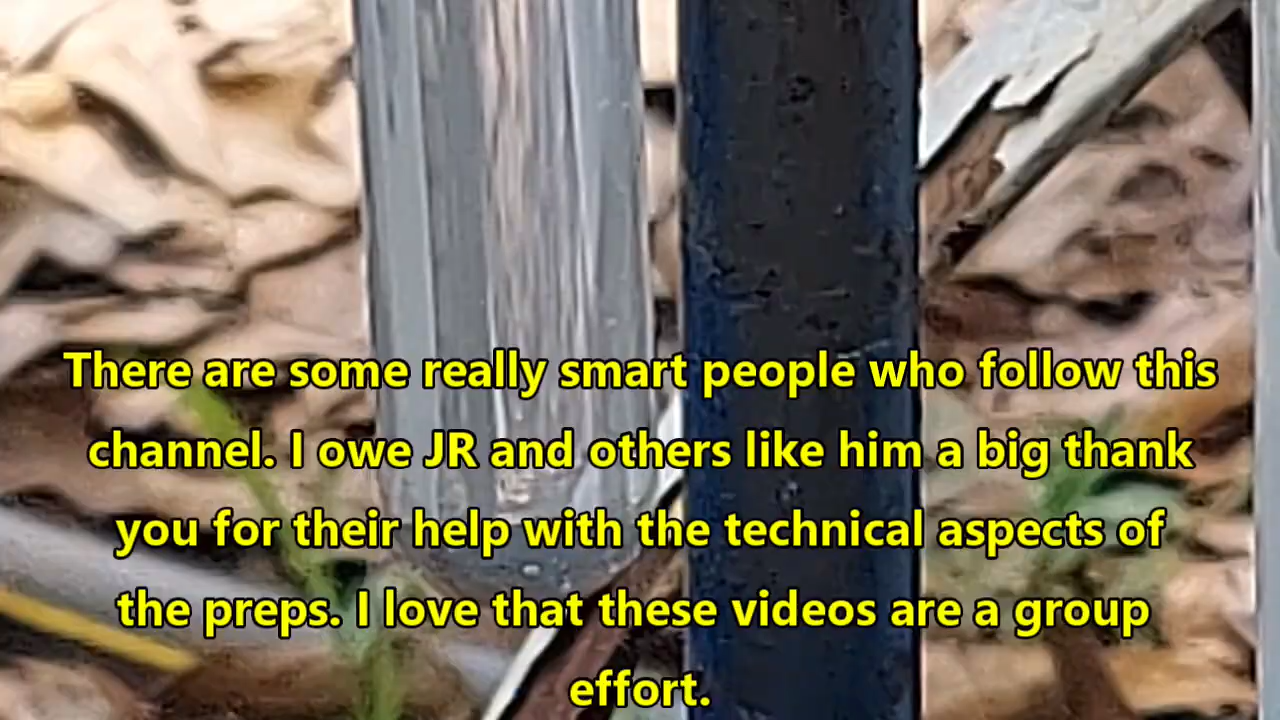 There are some really smart people who follow this
channel. I owe JR and others like him a big thank
you for their help with the technical aspects of
the preps. I love that these videos are a group
effort.